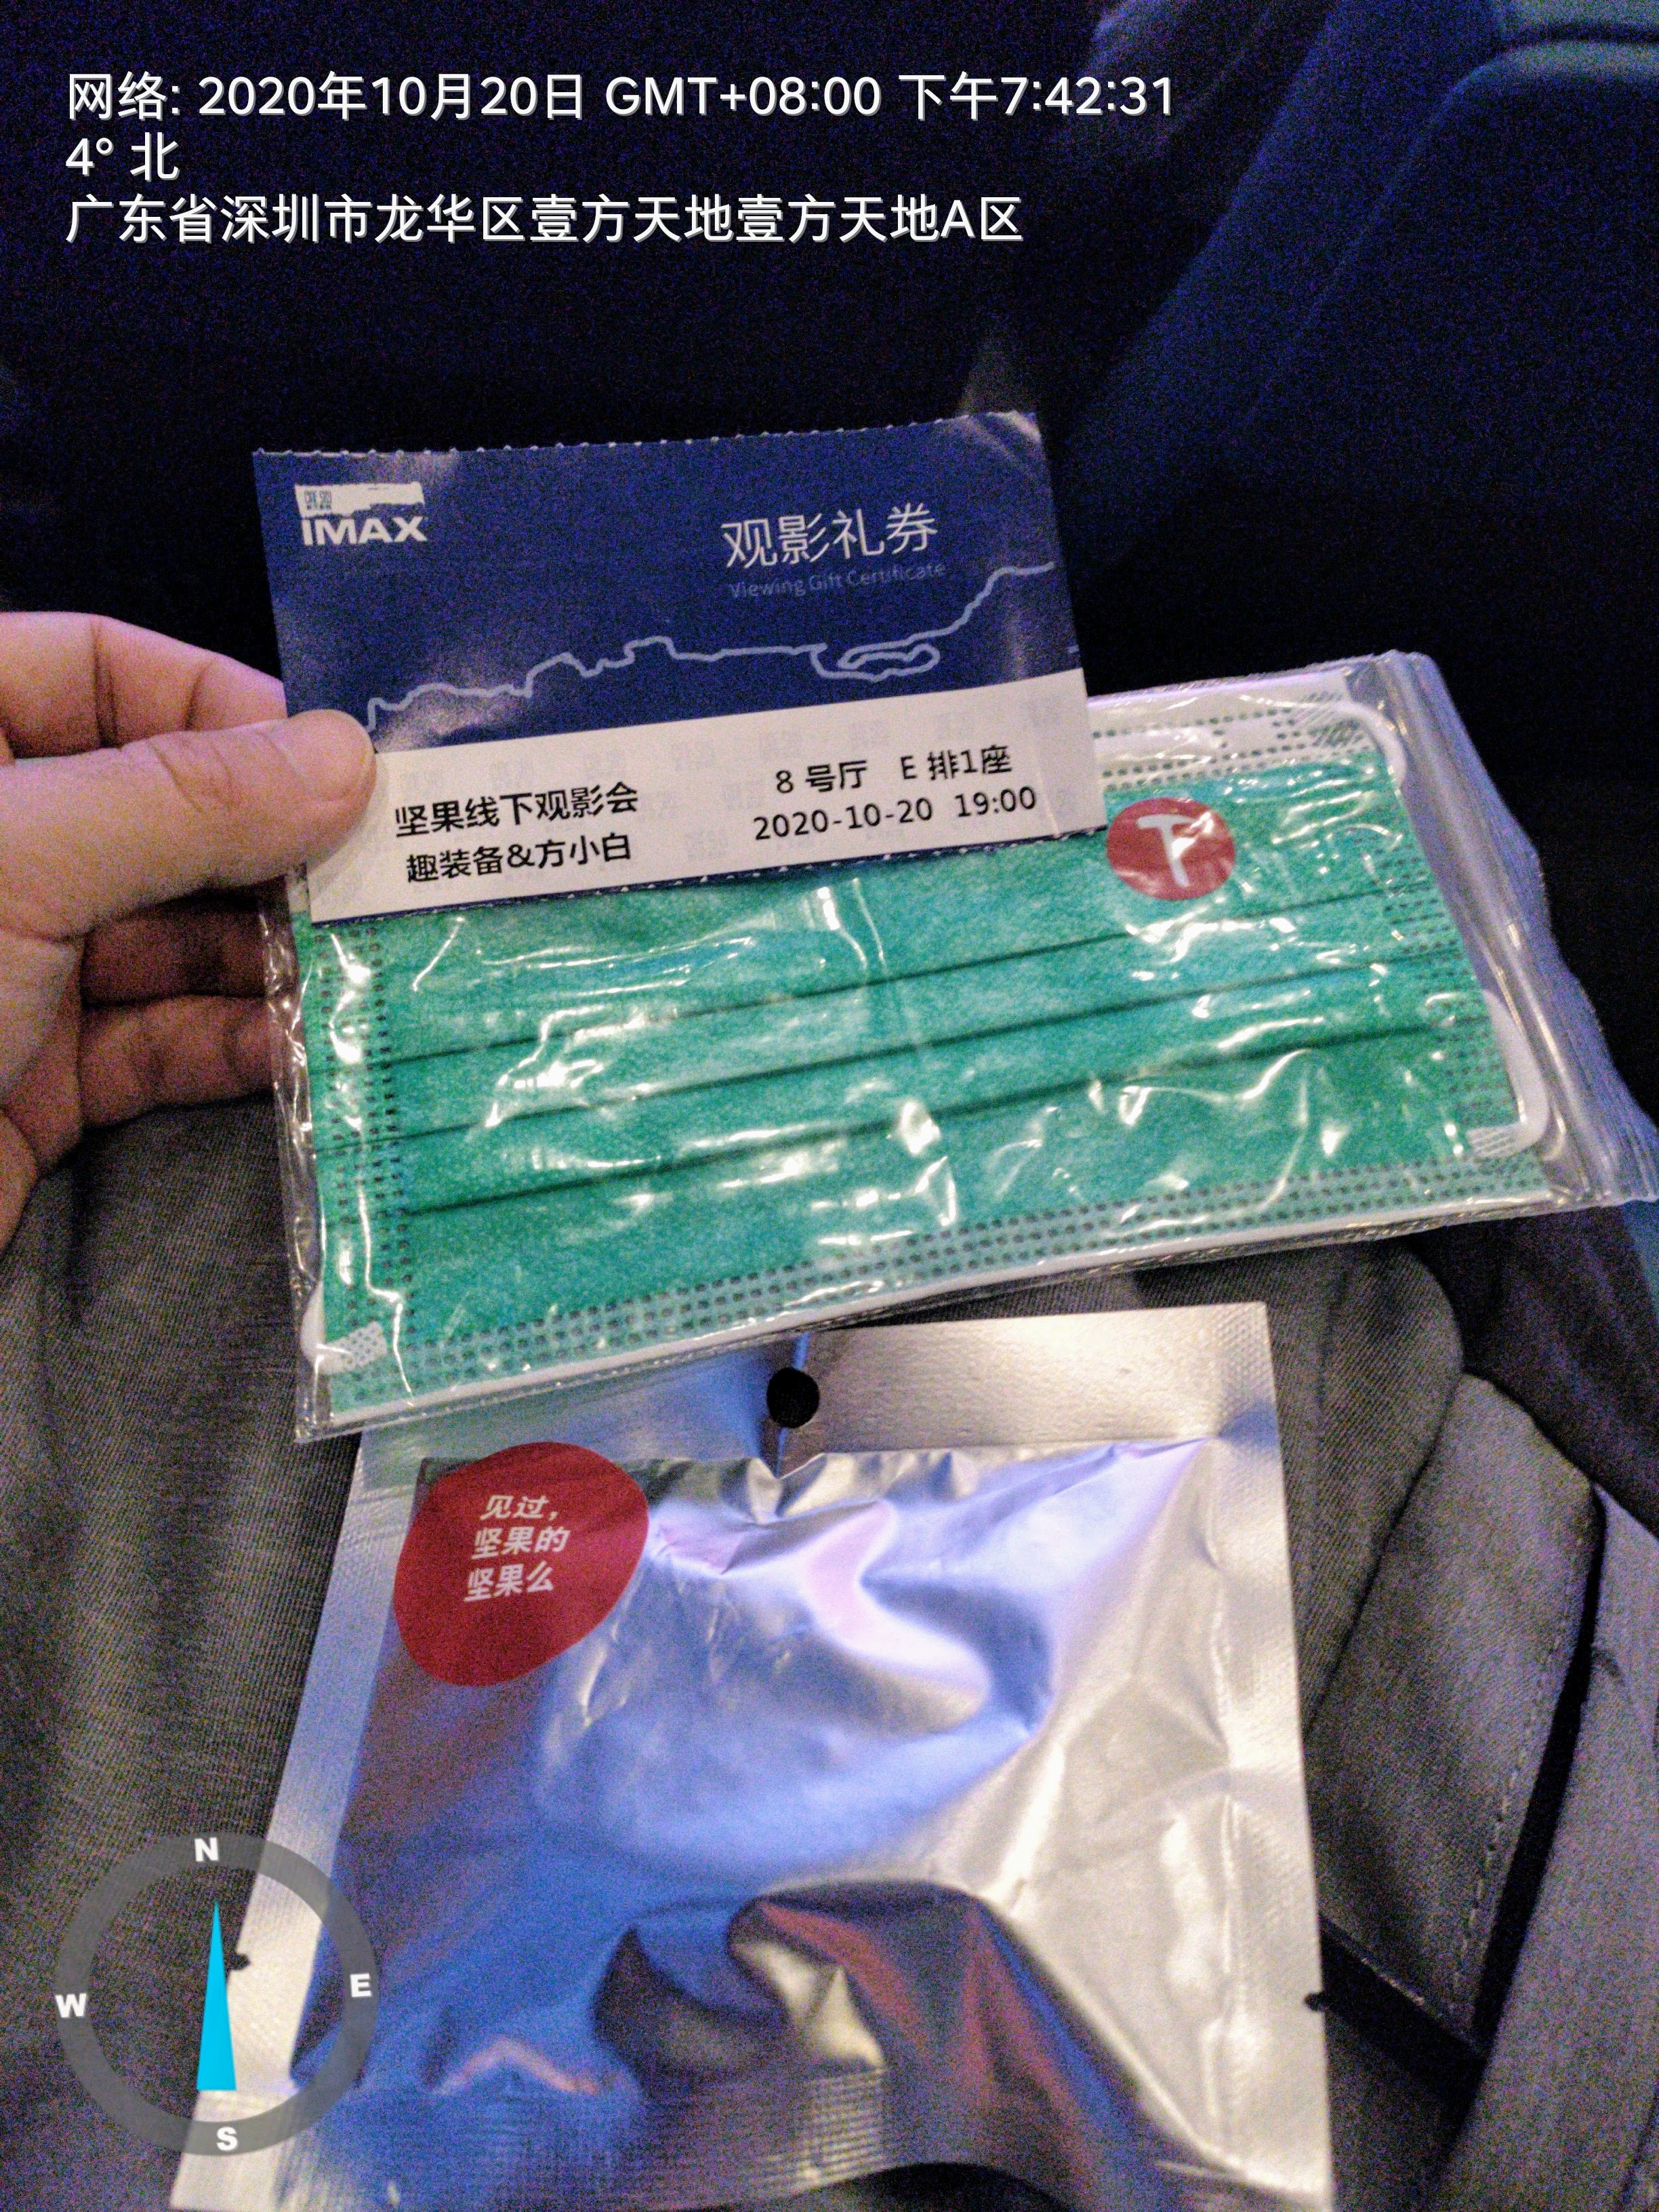 网络: 2020年10月20日 GMT+08:00 下午7:42:31
4° 北
广东省深圳市龙华区壹方天地壹方天地A区
IMAX
观影礼券
Viewing Gift Certificate
坚果线下观影会
8 号厅 E 排1座
趣装备&方小白
2020-10-20 19:00
T
见过，
坚果的
坚果么
N
W
E
S